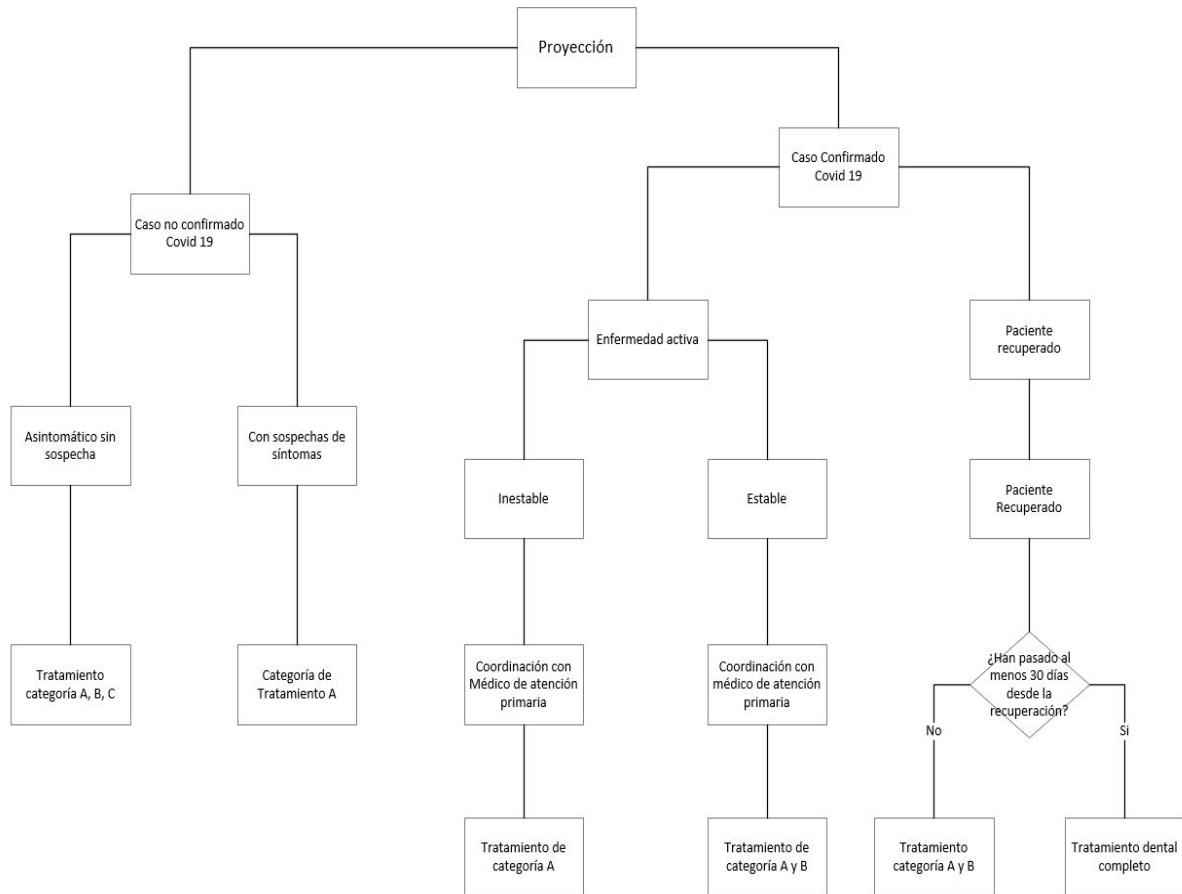 Proyección
Caso Confirmado
Covid 19
Caso no confirmado
Covid 19
Enfermedad activa
Paciente
recuperado
Asintomático sin
sospecha
Con sospechas de
síntomas
Inestable
Estable
Paciente
Recuperado
Tratamiento
categoría A, B, C
Categoría de
Tratamiento A
Coordinación con
Médico de atención
primaria
Coordinación con
médico de atención
primaria
¿Han pasado al
menos 30 días
desde la
recuperación?
No
Si
Tratamiento de
categoría A
Tratamiento de
categoría A y B
Tratamiento
categoría A y B
Tratamiento dental
completo